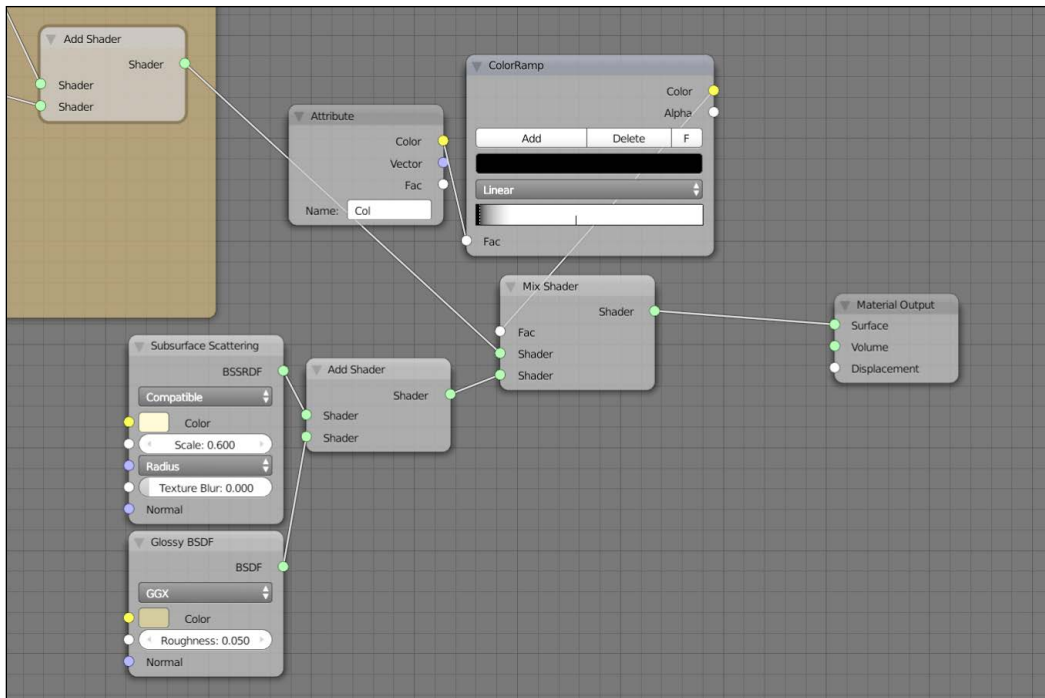 Add Shader
Shader
Shader
Shader
Attribute
Color
Vector
Fac
Name: Col
ColorRamp
Color
Alpha
Add Delete F
Linear
Fac
Mix Shader
Shader
Fac
Shader
Shader
Material Output
Surface
Volume
Displacement
Subsurface Scattering
BSSRDF
Compatible
Color
Scale: 0.600
Radius
Texture Blur: 0.000
Normal
Add Shader
Shader
Shader
Shader
Glossy BSDF
BSDF
GGX
Color
Roughness: 0.050
Normal